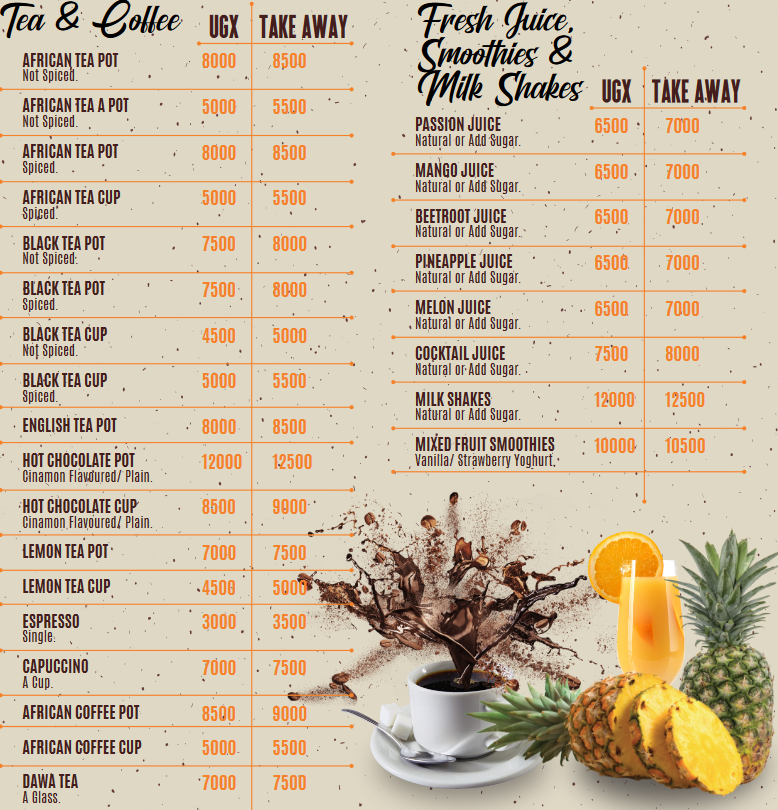 Tea & Coffee UGX TAKE AWAY
AFRICAN TEA POT 8000 8500
Not Spiced.
AFRICAN TEA A POT 5000 5500
Not Spiced.
AFRICAN TEA POT 8000 8500
Spiced.
AFRICAN TEA CUP 5000 5500
Spiced.
BLACK TEA POT 7500 8000
Not Spiced.
BLACK TEA POT 7500 8000
Spiced.
BLACK TEA CUP 4500 5000
Not Spiced.
BLACK TEA CUP 5000 5500
Spiced.
ENGLISH TEA POT 8000 8500
HOT CHOCOLATE POT 12000 12500
Cinamon Flavoured/ Plain.
HOT CHOCOLATE CUP 8500 9000
Cinamon Flavoured/ Plain.
LEMON TEA POT 7000 7500
LEMON TEA CUP 4500 5000
ESPRESSO 3000 3500
Single.
CAPUCCINO 7000 7500
A Cup.
AFRICAN COFFEE POT 8500 9000
AFRICAN COFFEE CUP 5000 5500
DAWA TEA 7000 7500
A Glass.
Fresh Juice,
Smoothies &
Milk Shakes UGX TAKE AWAY
PASSION JUICE 6500 7000
Natural or Add Sugar.
MANGO JUICE 6500 7000
Natural or Add Sugar.
BEETROOT JUICE 6500 7000
Natural or Add Sugar.
PINEAPPLE JUICE 6500 7000
Natural or Add Sugar.
MELON JUICE 6500 7000
Natural or Add Sugar.
COCKTAIL JUICE 7500 8000
Natural or Add Sugar.
MILK SHAKES 12000 12500
Natural or Add Sugar.
MIXED FRUIT SMOOTHIES 10000 10500
Vanilla/ Strawberry Yoghurt.